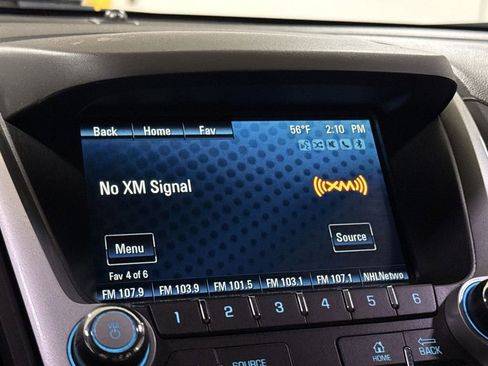 Back Home Fav 56°F 2:10 PM
No XM Signal (((XM)))
Menu Source
Fav 4 of 6
FM 107.9 FM 103.9 FM 101.5 FM 103.1 FM 107.1 NHLNetwo
1 2 3 4 5 6
VOL
SOURCE HOME BACK